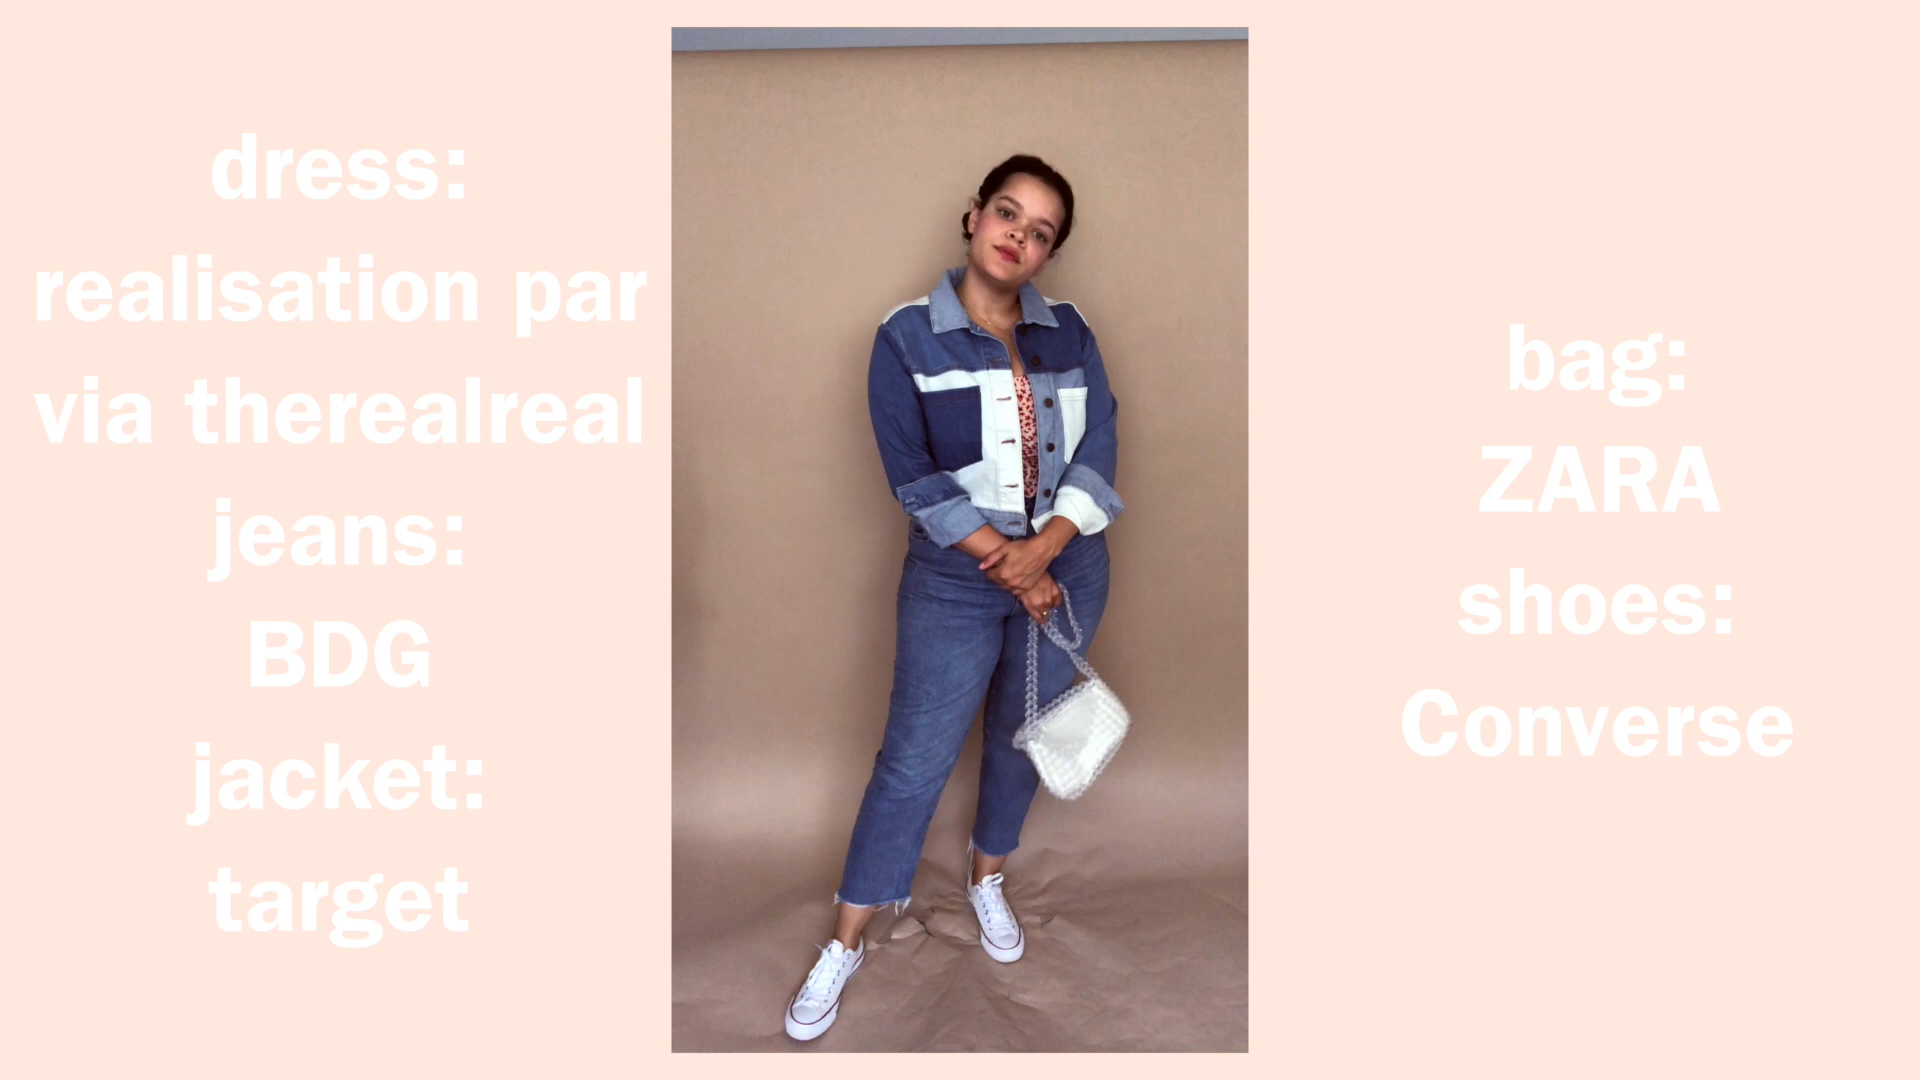 dress:
realisation par
via therealreal
jeans:
BDG
jacket:
target
bag:
ZARA
shoes:
Converse